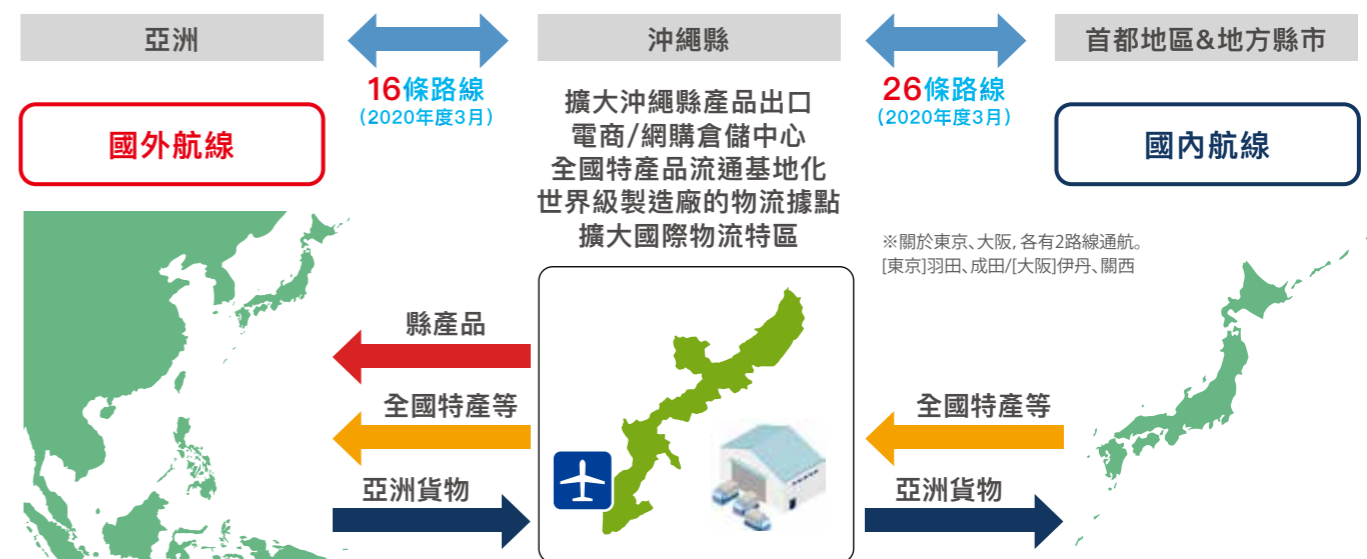 亞洲
沖繩縣
首都地區&地方縣市
16條路線
(2020年度3月)
26條路線
(2020年度3月)
國外航線
擴大沖繩縣產品出口
電商/網購倉儲中心
全國特產品流通基地化
世界級製造廠的物流據點
擴大國際物流特區
國內航線
※關於東京、大阪,各有2路線通航。
[東京]羽田、成田/[大阪]伊丹、關西
縣產品
全國特產等
亞洲貨物
全國特產等
亞洲貨物